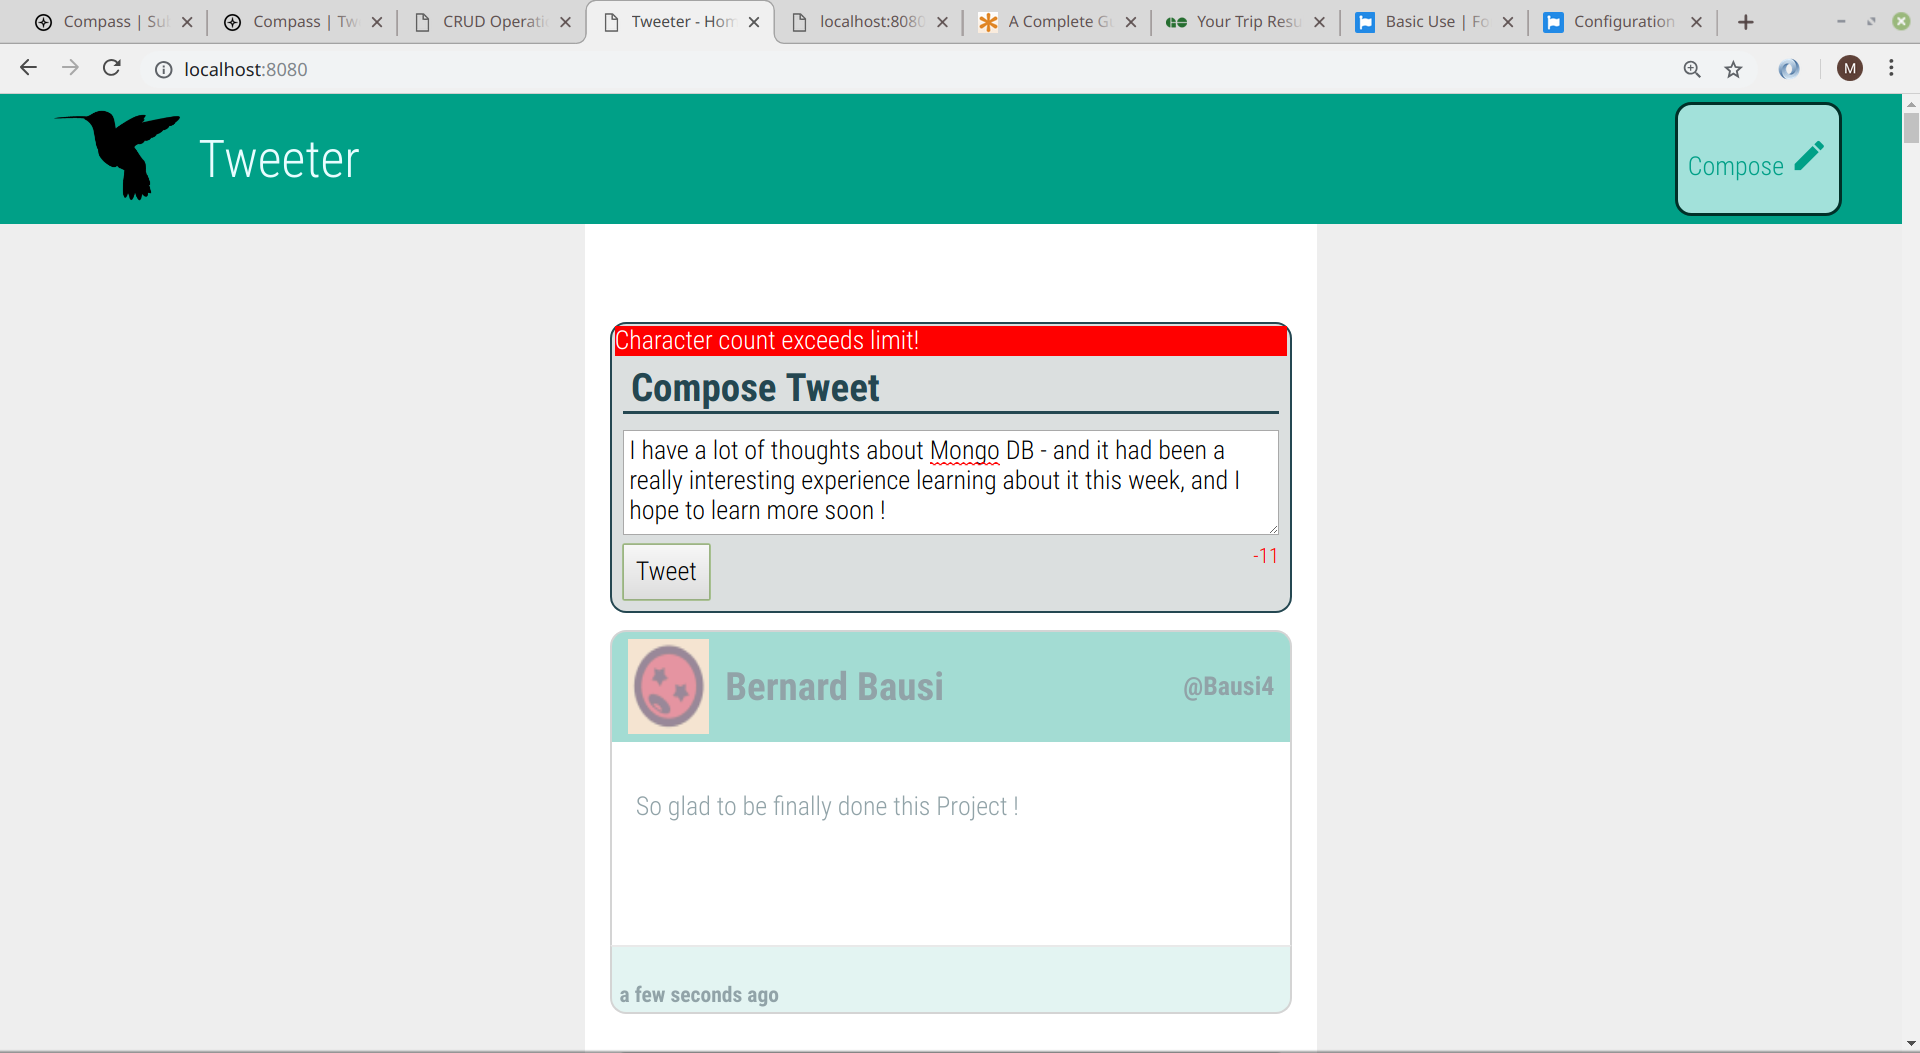 Compass | Su
Compass | Tw
CRUD Operati
Tweeter - Hom
localhost:8080
A Complete Gu
Your Trip Resu
Basic Use | Fo
Configuration
localhost:8080
M
Tweeter
Compose
Character count exceeds limit!
Compose Tweet
I have a lot of thoughts about Mongo DB - and it had been a
really interesting experience learning about it this week, and I
hope to learn more soon !
Tweet
-11
Bernard Bausi
@Bausi4
So glad to be finally done this Project !
a few seconds ago